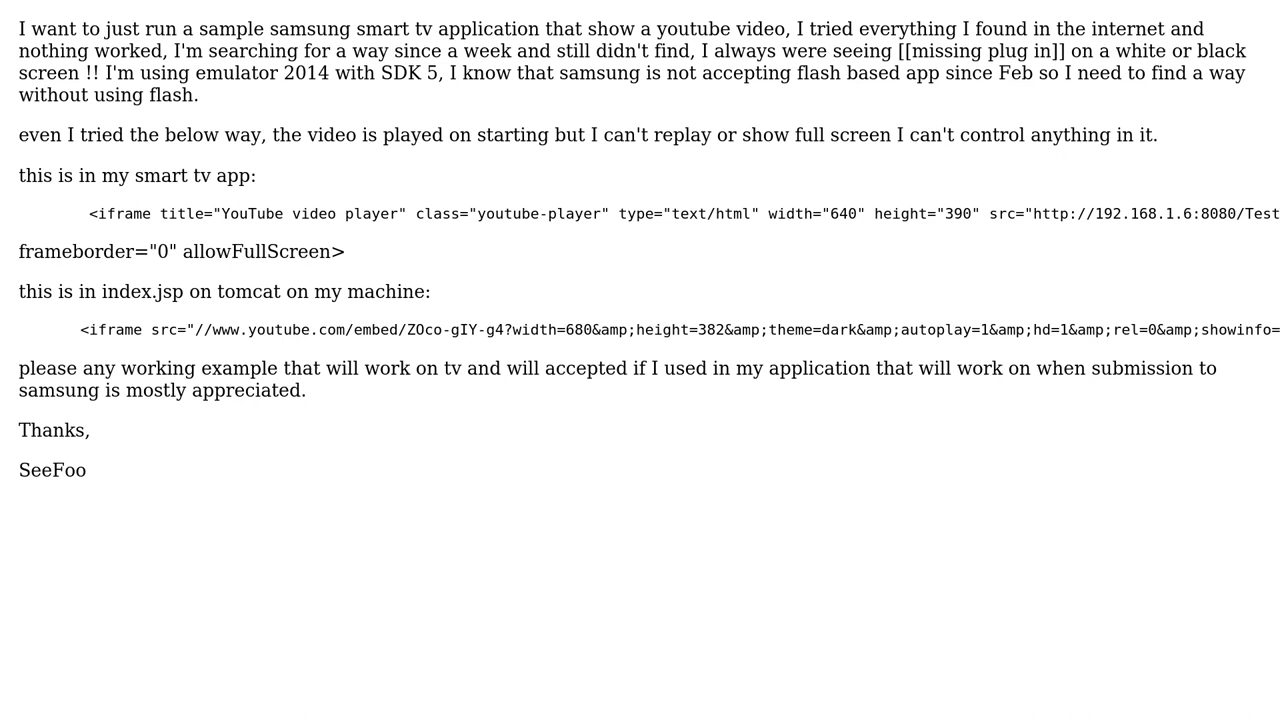 I want to just run a sample samsung smart tv application that show a youtube video, I tried everything I found in the internet and
nothing worked, I'm searching for a way since a week and still didn't find, I always were seeing [[missing plug in]] on a white or black
screen !! I'm using emulator 2014 with SDK 5, I know that samsung is not accepting flash based app since Feb so I need to find a way
without using flash.
even I tried the below way, the video is played on starting but I can't replay or show full screen I can't control anything in it.
this is in my smart tv app:
<iframe title="YouTube video player" class="youtube-player" type="text/html" width="640" height="390" src="http://192.168.1.6:8080/Test
frameborder="0" allowFullScreen>
this is in index.jsp on tomcat on my machine:
<iframe src="//www.youtube.com/embed/ZOco-gIY-g4?width=680&amp;height=382&amp;theme=dark&amp;autoplay=1&amp;hd=1&amp;rel=0&amp;showinfo=
please any working example that will work on tv and will accepted if I used in my application that will work on when submission to
samsung is mostly appreciated.
Thanks,
SeeFoo